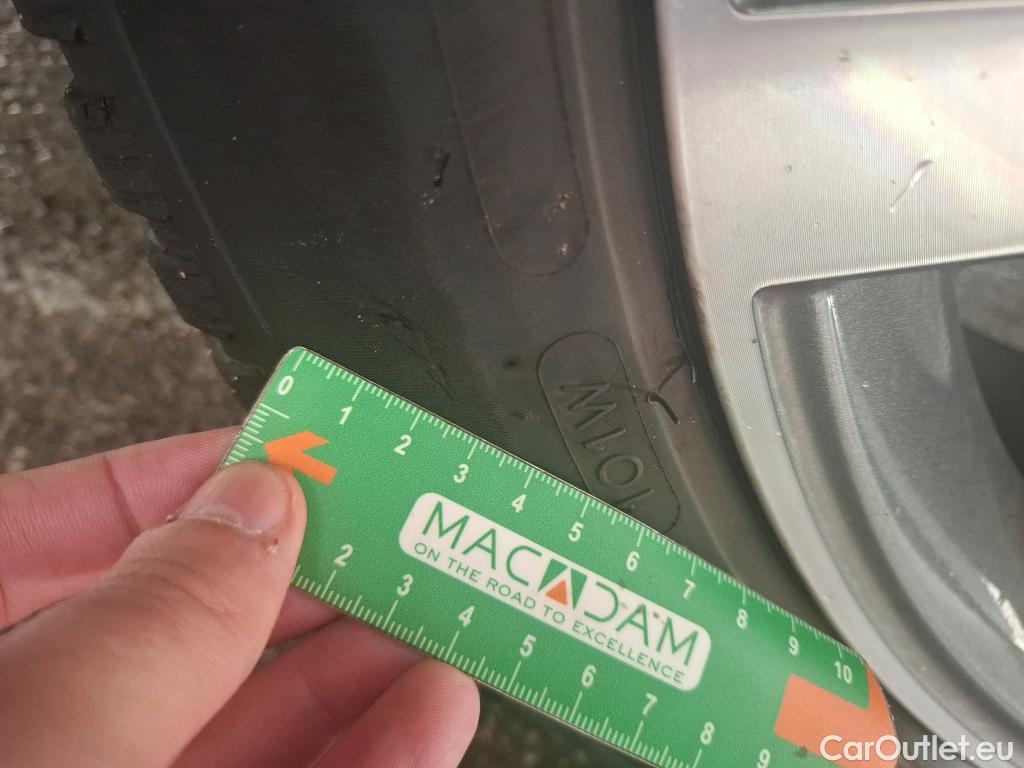 101W
0 1 2 3 4 5 6 7 8 9 10
MACADAM
ON THE ROAD TO EXCELLENCE
2 3 4 5 6 7 8 9
CarOutlet.eu